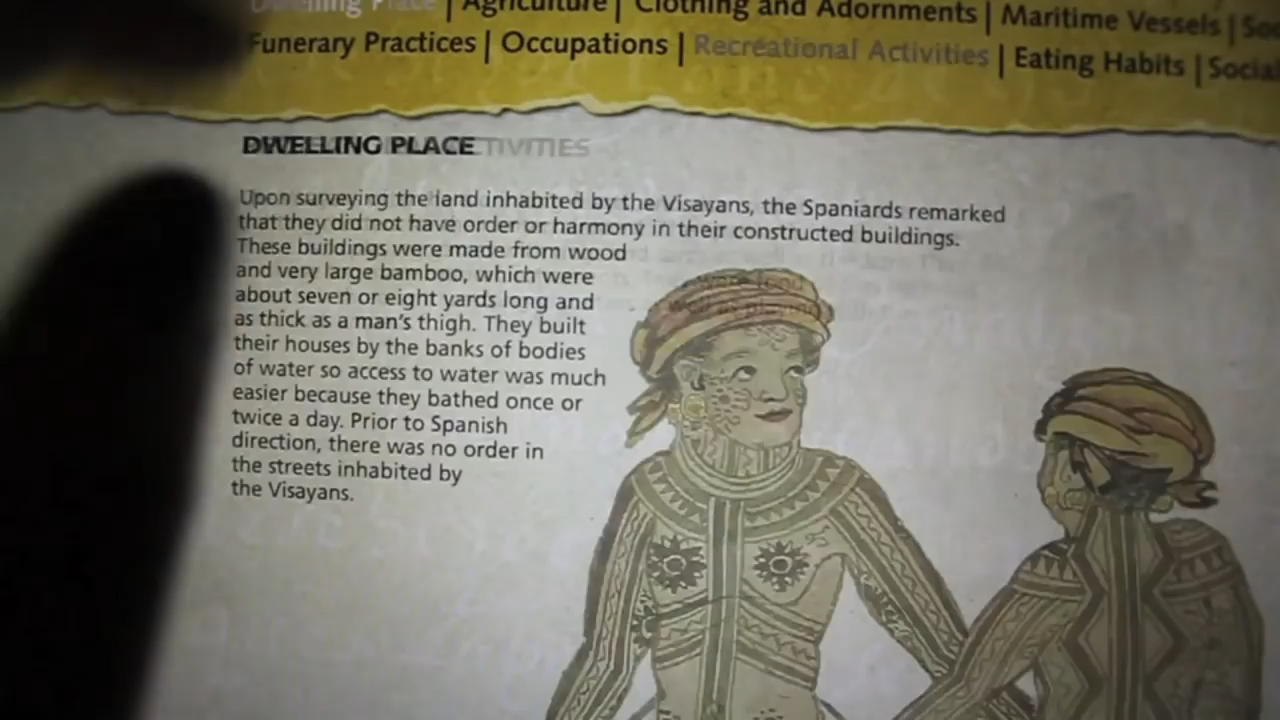 Dwelling Place | Agriculture | Clothing and Adornments | Maritime Vessels |
Funerary Practices | Occupations | Recreational Activities | Eating Habits |
DWELLING PLACE
Upon surveying the land inhabited by the Visayans, the Spaniards remarked
that they did not have order or harmony in their constructed buildings.
These buildings were made from wood
and very large bamboo, which were
about seven or eight yards long and
as thick as a man's thigh. They built
their houses by the banks of bodies
of water so access to water was much
easier because they bathed once or
twice a day. Prior to Spanish
direction, there was no order in
the streets inhabited by
the Visayans.